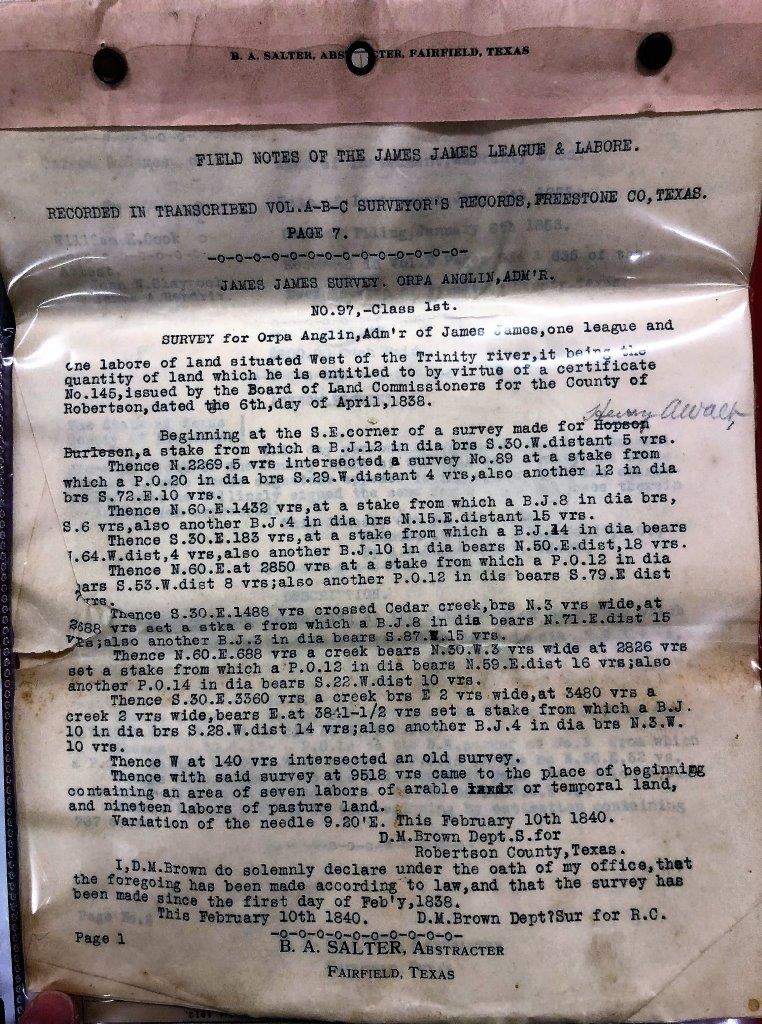 B. A. SALTER, ABSTRACTER, FAIRFIELD, TEXAS
FIELD NOTES OF THE JAMES JAMES LEAGUE & LABORE.
RECORDED IN TRANSCRIBED VOL.A-B-C SURVEYOR'S RECORDS, FREESTONE CO, TEXAS.
PAGE 7.
-o-o-o-o-o-o-o-o-o-o-o-o-o-
JAMES JAMES SURVEY. ORPA ANGLIN, ADM'R.
NO.97,-Class 1st.
SURVEY for Orpa Anglin, Adm'r of James James, one league and
one labore of land situated West of the Trinity river, it being the
quantity of land which he is entitled to by virtue of a certificate
No.145, issued by the Board of Land Commissioners for the County of
Robertson, dated the 6th, day of April, 1838.
Henry Awalt
Beginning at the S.E. corner of a survey made for Hopson
Burleson, a stake from which a B.J.12 in dia brs S.30.W.distant 5 vrs.
Thence N.2269.5 vrs intersected a survey No.89 at a stake from
which a P.O.20 in dia brs S.29.W.distant 4 vrs, also another 12 in dia
brs S.72.E.10 vrs.
Thence N.60.E.1432 vrs, at a stake from which a B.J.8 in dia brs,
S.6 vrs, also another B.J.4 in dia brs N.15.E.distant 15 vrs.
Thence S.30.E.183 vrs, at a stake from which a B.J.14 in dia bears
N.64.W.dist, 4 vrs, also another B.J.10 in dia bears N.50.E.dist, 18 vrs.
Thence N.60.E.at 2850 vrs at a stake from which a P.O.12 in dia
ears S.53.W.dist 8 vrs; also another P.O.12 in dis bears S.79.E dist
vrs.
Thence S.30.E.1488 vrs crossed Cedar creek, brs N.3 vrs wide, at
3688 vrs set a stka e from which a B.J.8 in dia bears N.71.E.dist 15
vrs; also another B.J.3 in dia bears S.87.W.15 vrs.
Thence N.60.E.688 vrs a creek bears N.30.W.3 vrs wide at 2826 vrs
set a stake from which a P.O.12 in dia bears N.59.E.dist 16 vrs; also
another P.O.14 in dia bears S.22.W.dist 10 vrs.
Thence S.30.E.3360 vrs a creek brs E 2 vrs wide, at 3480 vrs a
creek 2 vrs wide, bears E.at 3841-1/2 vrs set a stake from which a B.J.
10 in dia brs S.28.W.dist 14 vrs; also another B.J.4 in dia brs N.3.W.
10 vrs.
Thence W at 140 vrs intersected an old survey.
Thence with said survey at 9518 vrs came to the place of beginning
containing an area of seven labors of arable or temporal land,
and nineteen labors of pasture land.
Variation of the needle 9.20'E. This February 10th 1840.
D.M.Brown Dept.S.for
Robertson County, Texas.
I, D.M.Brown do solemnly declare under the oath of my office, that
the foregoing has been made according to law, and that the survey has
been made since the first day of Feb'y, 1838.
This February 10th 1840. D.M.Brown Dept?Sur for R.C.
-o-o-o-o-o-o-o-o-o-o-
Page 1
B. A. SALTER, ABSTRACTER
FAIRFIELD, TEXAS